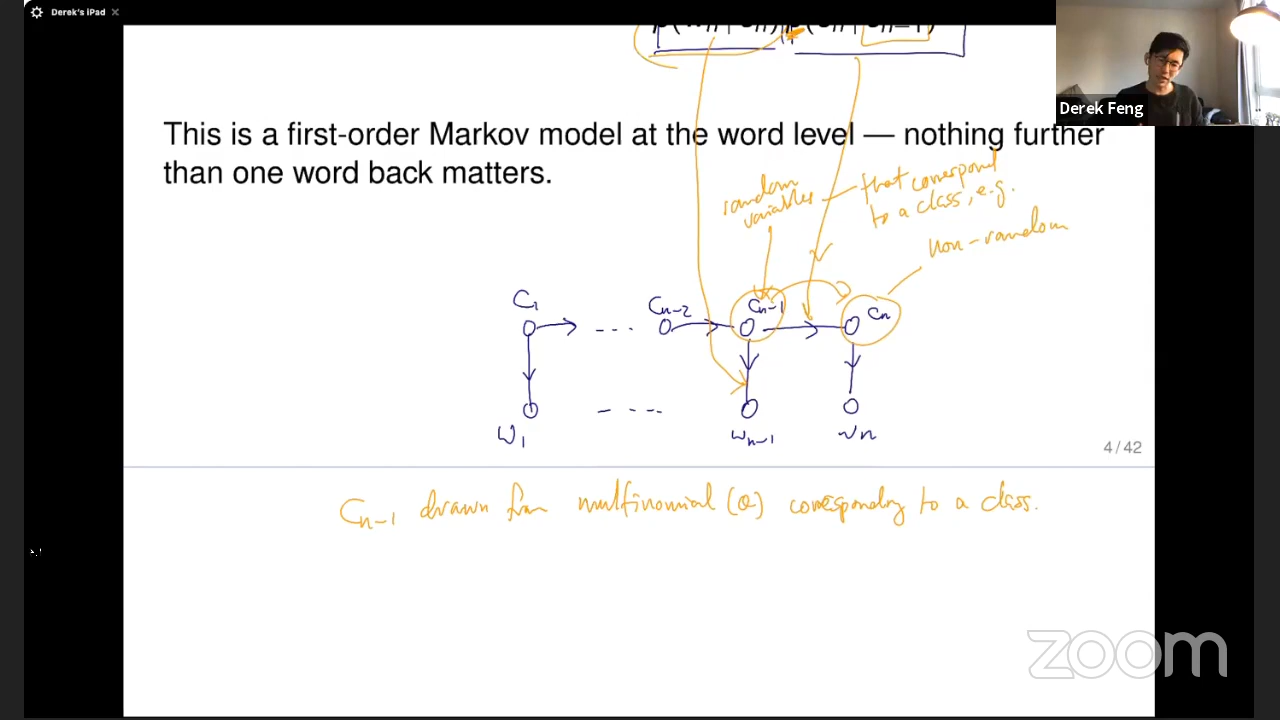 Derek's iPad
Derek Feng
This is a first-order Markov model at the word level — nothing further
than one word back matters.
random
variables
that correspond
to a class, e.g.
non-random
C1
Cn-2
Cn-1
Cn
W1
Wn-1
Wn
4/42
Cn-1 drawn from multinomial (θ) corresponding to a class.
zoom